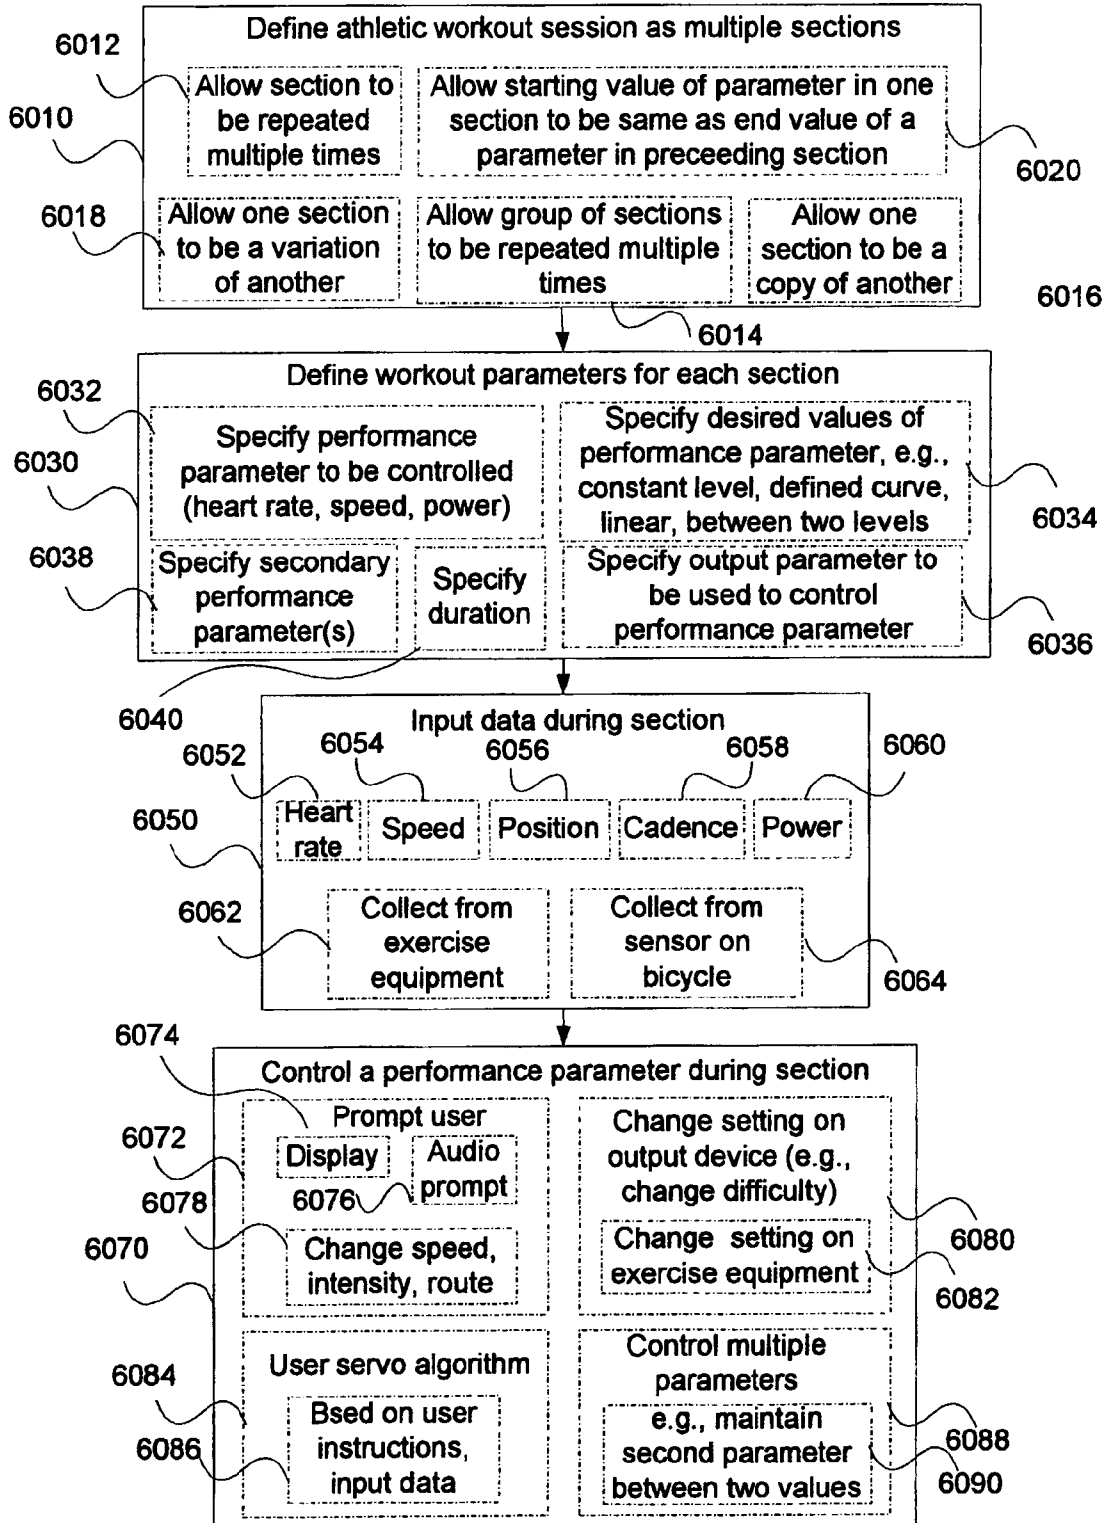 Define athletic workout session as multiple sections
6012
Allow section to
be repeated
multiple times
Allow starting value of parameter in one
section to be same as end value of a
parameter in preceeding section
6010
6020
6018
Allow one section
to be a variation
of another
Allow group of sections
to be repeated multiple
times
Allow one
section to be a
copy of another
6016
6014
Define workout parameters for each section
6032
Specify performance
parameter to be controlled
(heart rate, speed, power)
Specify desired values of
performance parameter, e.g.,
constant level, defined curve,
linear, between two levels
6030
6034
6038
Specify secondary
performance
parameter(s)
Specify
duration
Specify output parameter to
be used to control
performance parameter
6036
6040
Input data during section
6052
6054
6056
6058
6060
Heart
rate
Speed
Position
Cadence
Power
6050
6062
Collect from
exercise
equipment
Collect from
sensor on
bicycle
6064
6074
Control a performance parameter during section
Prompt user
6072
Display
Audio
prompt
6076
6078
Change speed,
intensity, route
6070
Change setting on
output device (e.g.,
change difficulty)
6080
Change setting on
exercise equipment
6082
User servo algorithm
6084
Bsed on user
instructions,
input data
6086
Control multiple
parameters
6088
e.g., maintain
second parameter
between two values
6090